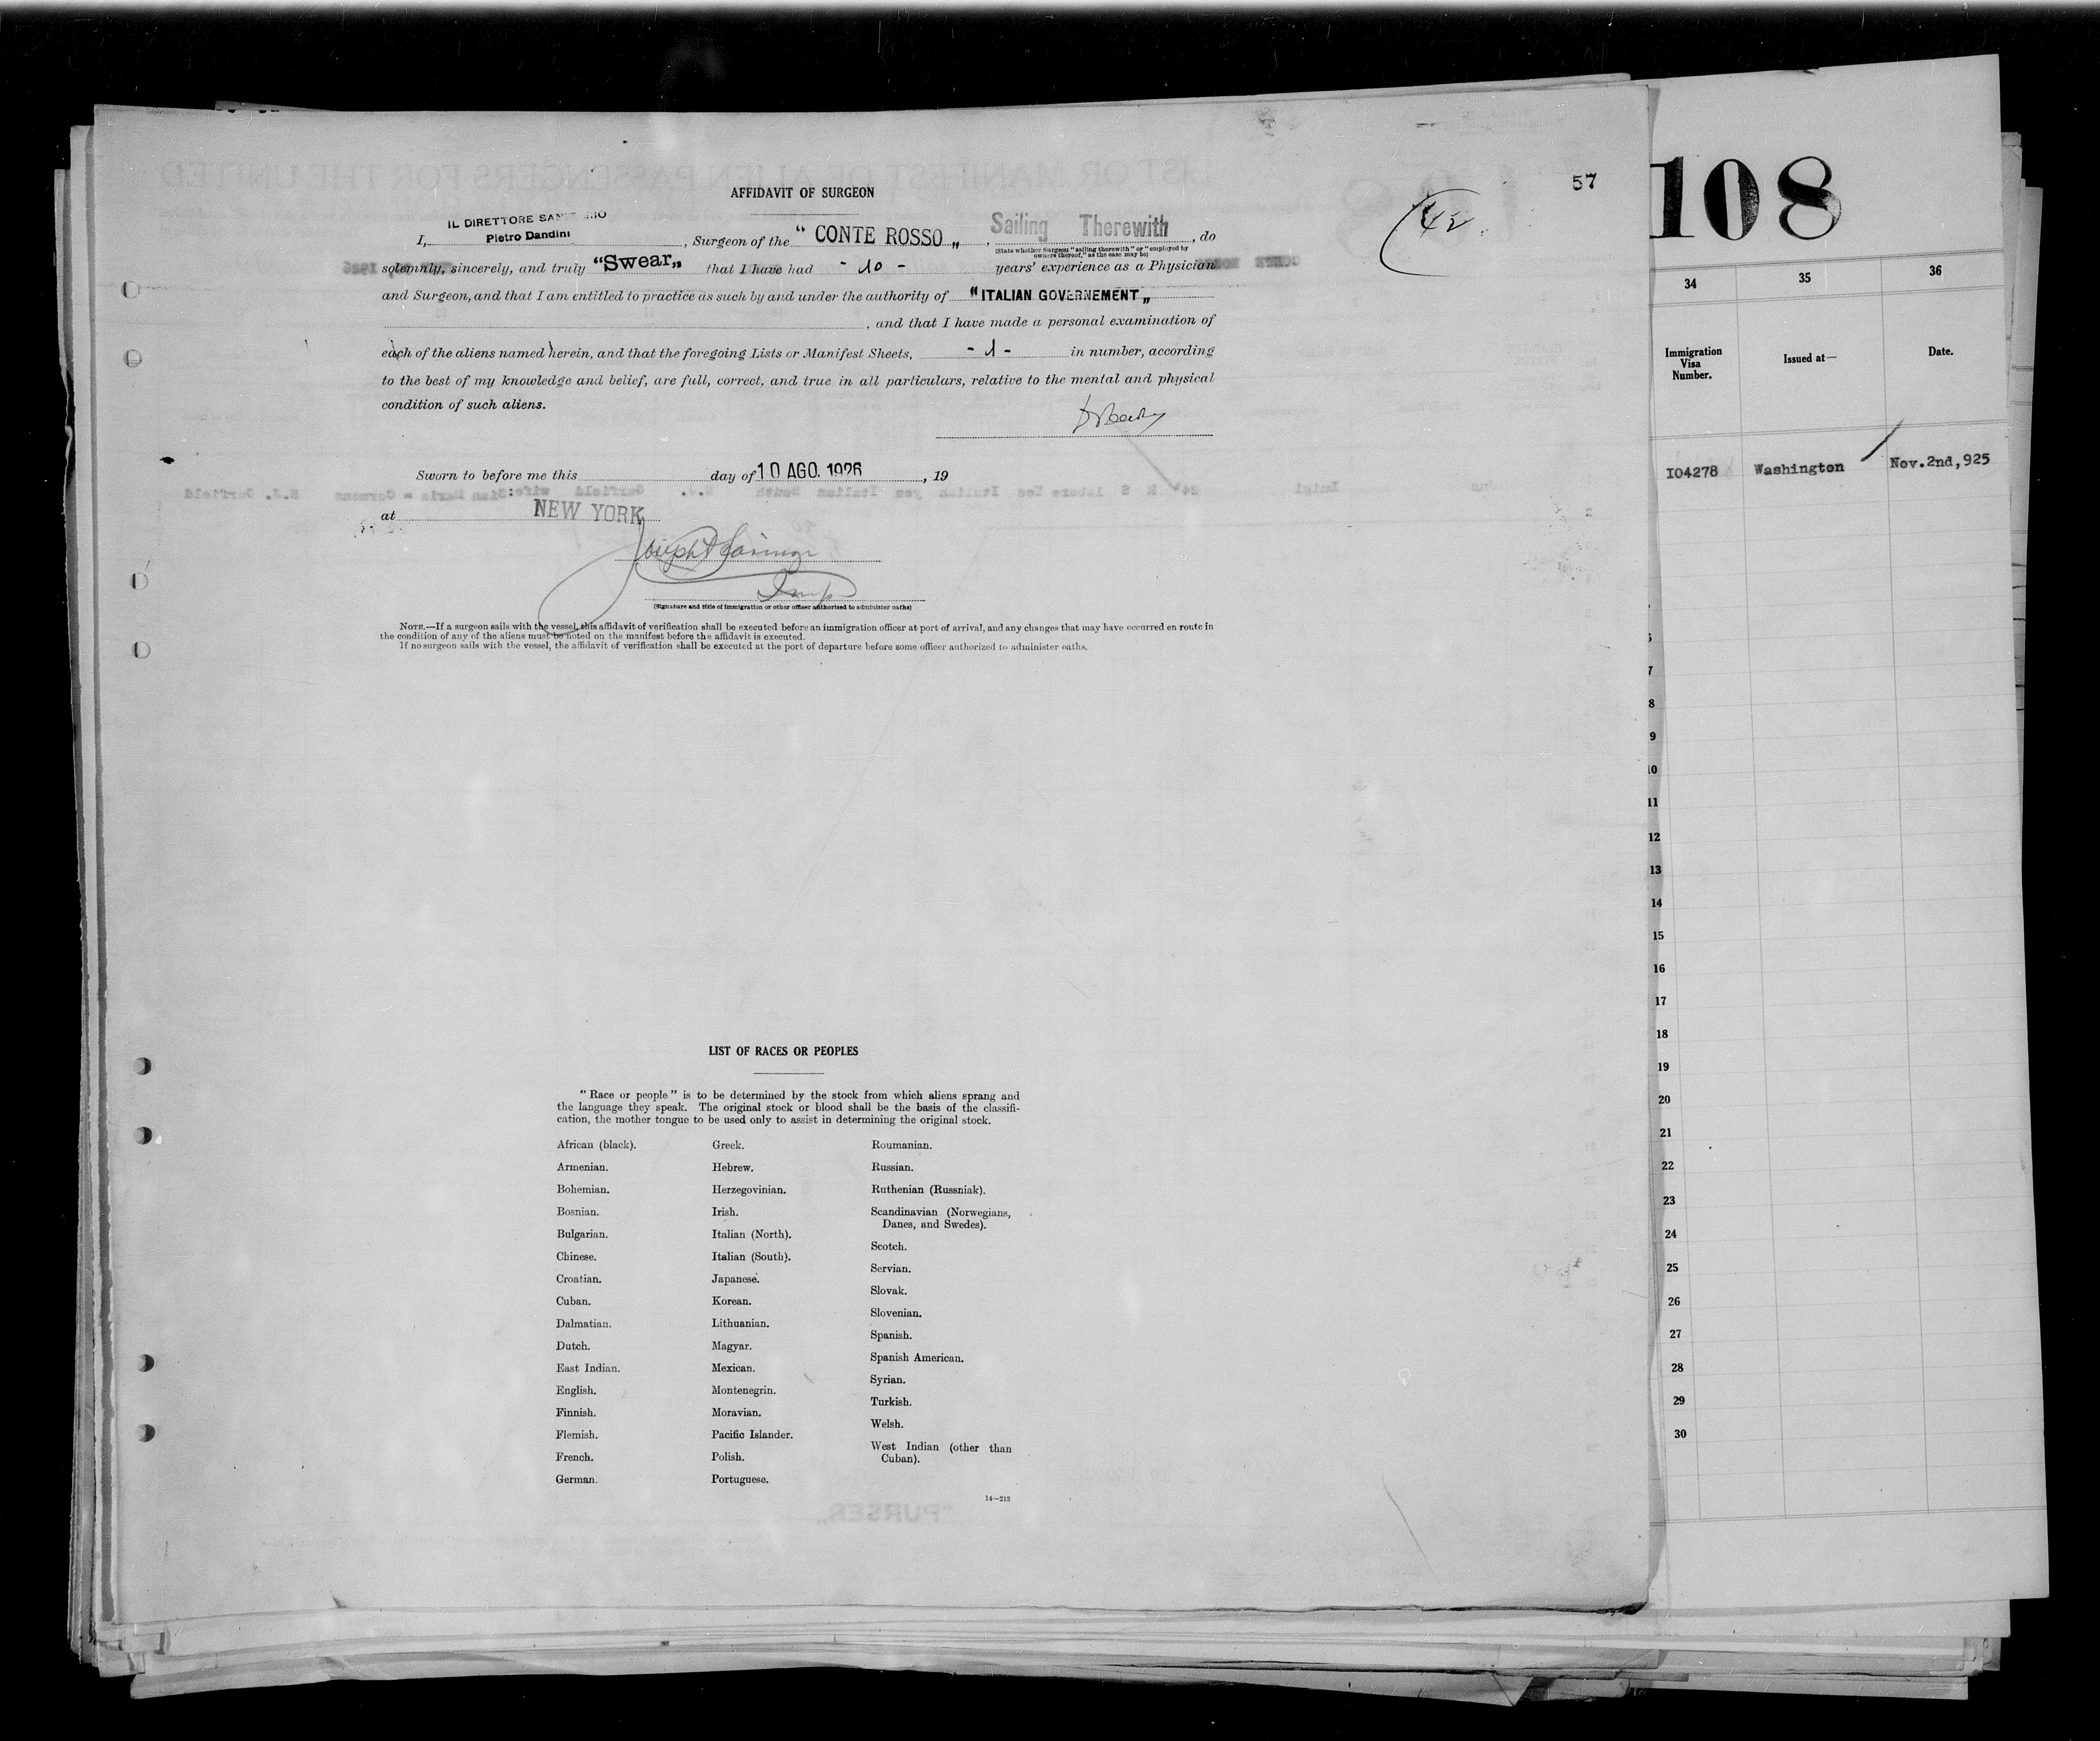 57
42
AFFIDAVIT OF SURGEON
IL DIRETTORE SANITARIO
Pietro Dandini
I, , Surgeon of the “ CONTE ROSSO „ , Sailing Therewith , do
(State whether Surgeon “sailing therewith” or “employed by
owners thereof,” as the case may be)
solemnly, sincerely, and truly “Swear„ that I have had - 10 - years' experience as a Physician
and Surgeon, and that I am entitled to practice as such by and under the authority of “ITALIAN GOVERNEMENT„
, and that I have made a personal examination of
each of the aliens named herein, and that the foregoing Lists or Manifest Sheets, - 1 - in number, according
to the best of my knowledge and belief, are full, correct, and true in all particulars, relative to the mental and physical
condition of such aliens.
Sworn to before me this day of 10 AGO. 1926 , 19
at NEW YORK
(Signature and title of immigration or other officer authorized to administer oaths)
NOTE.—If a surgeon sails with the vessel, this affidavit of verification shall be executed before an immigration officer at port of arrival, and any changes that may have occurred en route in
the condition of any of the aliens must be noted on the manifest before the affidavit is executed.
If no surgeon sails with the vessel, the affidavit of verification shall be executed at the port of departure before some officer authorized to administer oaths.
LIST OF RACES OR PEOPLES
“ Race or people ” is to be determined by the stock from which aliens sprang and
the language they speak. The original stock or blood shall be the basis of the classifi-
cation, the mother tongue to be used only to assist in determining the original stock.
African (black).
Armenian.
Bohemian.
Bosnian.
Bulgarian.
Chinese.
Croatian.
Cuban.
Dalmatian.
Dutch.
East Indian.
English.
Finnish.
Flemish.
French.
German.
Greek.
Hebrew.
Herzegovinian.
Irish.
Italian (North).
Italian (South).
Japanese.
Korean.
Lithuanian.
Magyar.
Mexican.
Montenegrin.
Moravian.
Pacific Islander.
Polish.
Portuguese.
Roumanian.
Russian.
Ruthenian (Russniak).
Scandinavian (Norwegians,
Danes, and Swedes).
Scotch.
Servian.
Slovak.
Slovenian.
Spanish.
Spanish American.
Syrian.
Turkish.
Welsh.
West Indian (other than
Cuban).
14—213
108
34 35 36
Immigration
Visa
Number.
Issued at—
Date.
I04278 Washington Nov.2nd,925
7
8
9
10
11
12
13
14
15
16
17
18
19
20
21
22
23
24
25
26
27
28
29
30